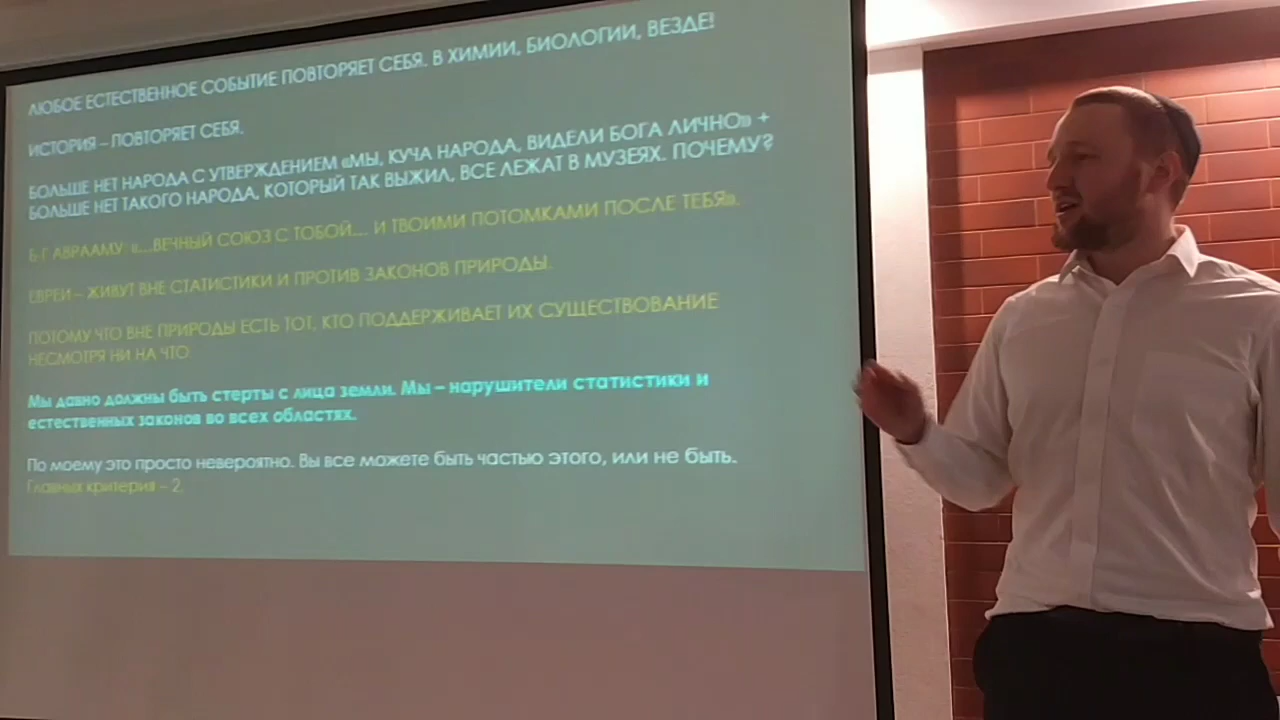 ЛЮБОЕ ЕСТЕСТВЕННОЕ СОБЫТИЕ ПОВТОРЯЕТ СЕБЯ. В ХИМИИ, БИОЛОГИИ, ВЕЗДЕ!
ИСТОРИЯ – ПОВТОРЯЕТ СЕБЯ.
БОЛЬШЕ НЕТ НАРОДА С УТВЕРЖДЕНИЕМ «МЫ, КУЧА НАРОДА, ВИДЕЛИ БОГА ЛИЧНО» +
БОЛЬШЕ НЕТ ТАКОГО НАРОДА, КОТОРЫЙ ТАК ВЫЖИЛ, ВСЕ ЛЕЖАТ В МУЗЕЯХ. ПОЧЕМУ?
Б-Г АВРААМУ: «...ВЕЧНЫЙ СОЮЗ С ТОБОЙ.... И ТВОИМИ ПОТОМКАМИ ПОСЛЕ ТЕБЯ».
ЕВРЕИ – ЖИВУТ ВНЕ СТАТИСТИКИ И ПРОТИВ ЗАКОНОВ ПРИРОДЫ.
ПОТОМУ ЧТО ВНЕ ПРИРОДЫ ЕСТЬ ТОТ, КТО ПОДДЕРЖИВАЕТ ИХ СУЩЕСТВОВАНИЕ
НЕСМОТРЯ НИ НА ЧТО.
Мы давно должны быть стерты с лица земли. Мы – нарушители статистики и
естественных законов во всех областях.
По моему это просто невероятно. Вы все можете быть частью этого, или не быть.
Главных критерия – 2.